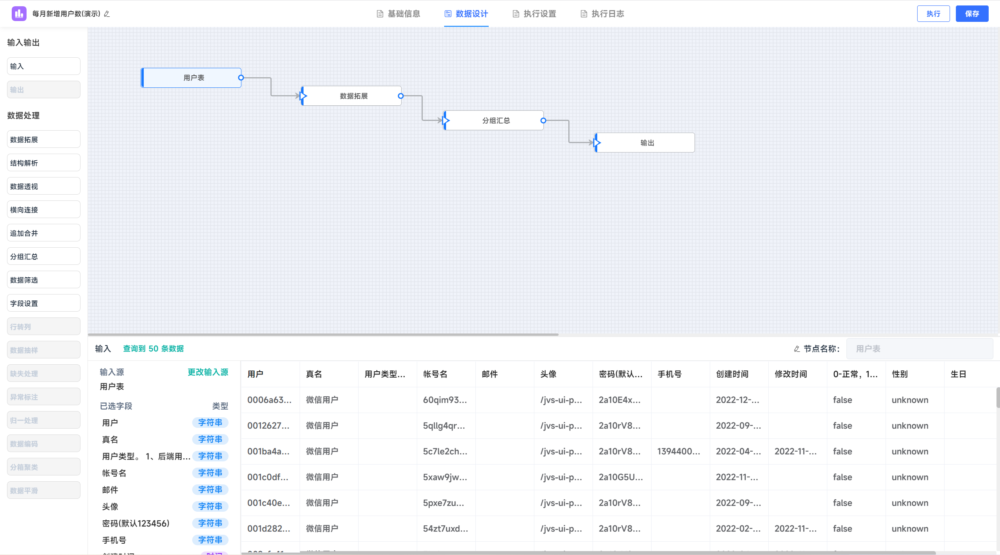 每月新增用户数(演示)
基础信息
数据设计
执行设置
执行日志
执行
保存
输入输出
输入
输出
数据处理
数据拓展
结构解析
数据透视
横向连接
追加合并
分组汇总
数据筛选
字段设置
行转列
数据抽样
缺失处理
异常标注
归一处理
数据编码
分箱聚类
数据平滑
用户表
数据拓展
分组汇总
输出
输入 查询到 50 条数据
节点名称：
用户表
输入源 更改输入源
用户表
已选字段 类型
用户 字符串
真名 字符串
用户类型。 1、后端用... 字符串
帐号名 字符串
邮件 字符串
头像 字符串
密码(默认123456) 字符串
手机号 字符串
创建时间 时间
用户 真名 用户类型... 帐号名 邮件 头像 密码(默认... 手机号 创建时间 修改时间 0-正常，1... 性别 生日
0006a63... 微信用户 60qim93... /jvs-ui-p... 2a10E4x... 2022-12-... false unknown
0012627... 微信用户 5qllg4qr... /jvs-ui-p... 2a10rV8... 2022-09-... false unknown
001ba4a... 微信用户 5c7le2ch... /jvs-ui-p... 2a10rV8... 1394400... 2022-04-... 2022-11-... false unknown
001c0df... 微信用户 5xaw9jw... /jvs-ui-p... 2a10G5U... 2022-11-... false unknown
001c40e... 微信用户 5pxe7zu... /jvs-ui-p... 2a10rV8... 2022-09-... false unknown
001d282... 微信用户 54zt7uxd... /jvs-ui-p... 2a10rV8... 2022-02-... 2022-11-... false unknown